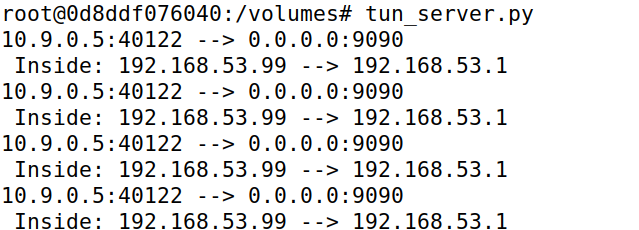 root@0d8ddf076040:/volumes# tun_server.py
10.9.0.5:40122 --> 0.0.0.0:9090
 Inside: 192.168.53.99 --> 192.168.53.1
10.9.0.5:40122 --> 0.0.0.0:9090
 Inside: 192.168.53.99 --> 192.168.53.1
10.9.0.5:40122 --> 0.0.0.0:9090
 Inside: 192.168.53.99 --> 192.168.53.1
10.9.0.5:40122 --> 0.0.0.0:9090
 Inside: 192.168.53.99 --> 192.168.53.1